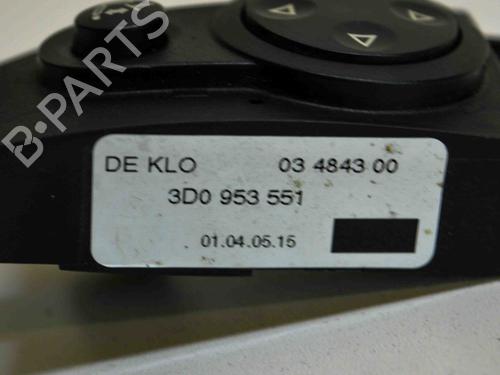 B-PARTS
DE KLO 03 4843 00
3D0 953 551
01.04.05.15